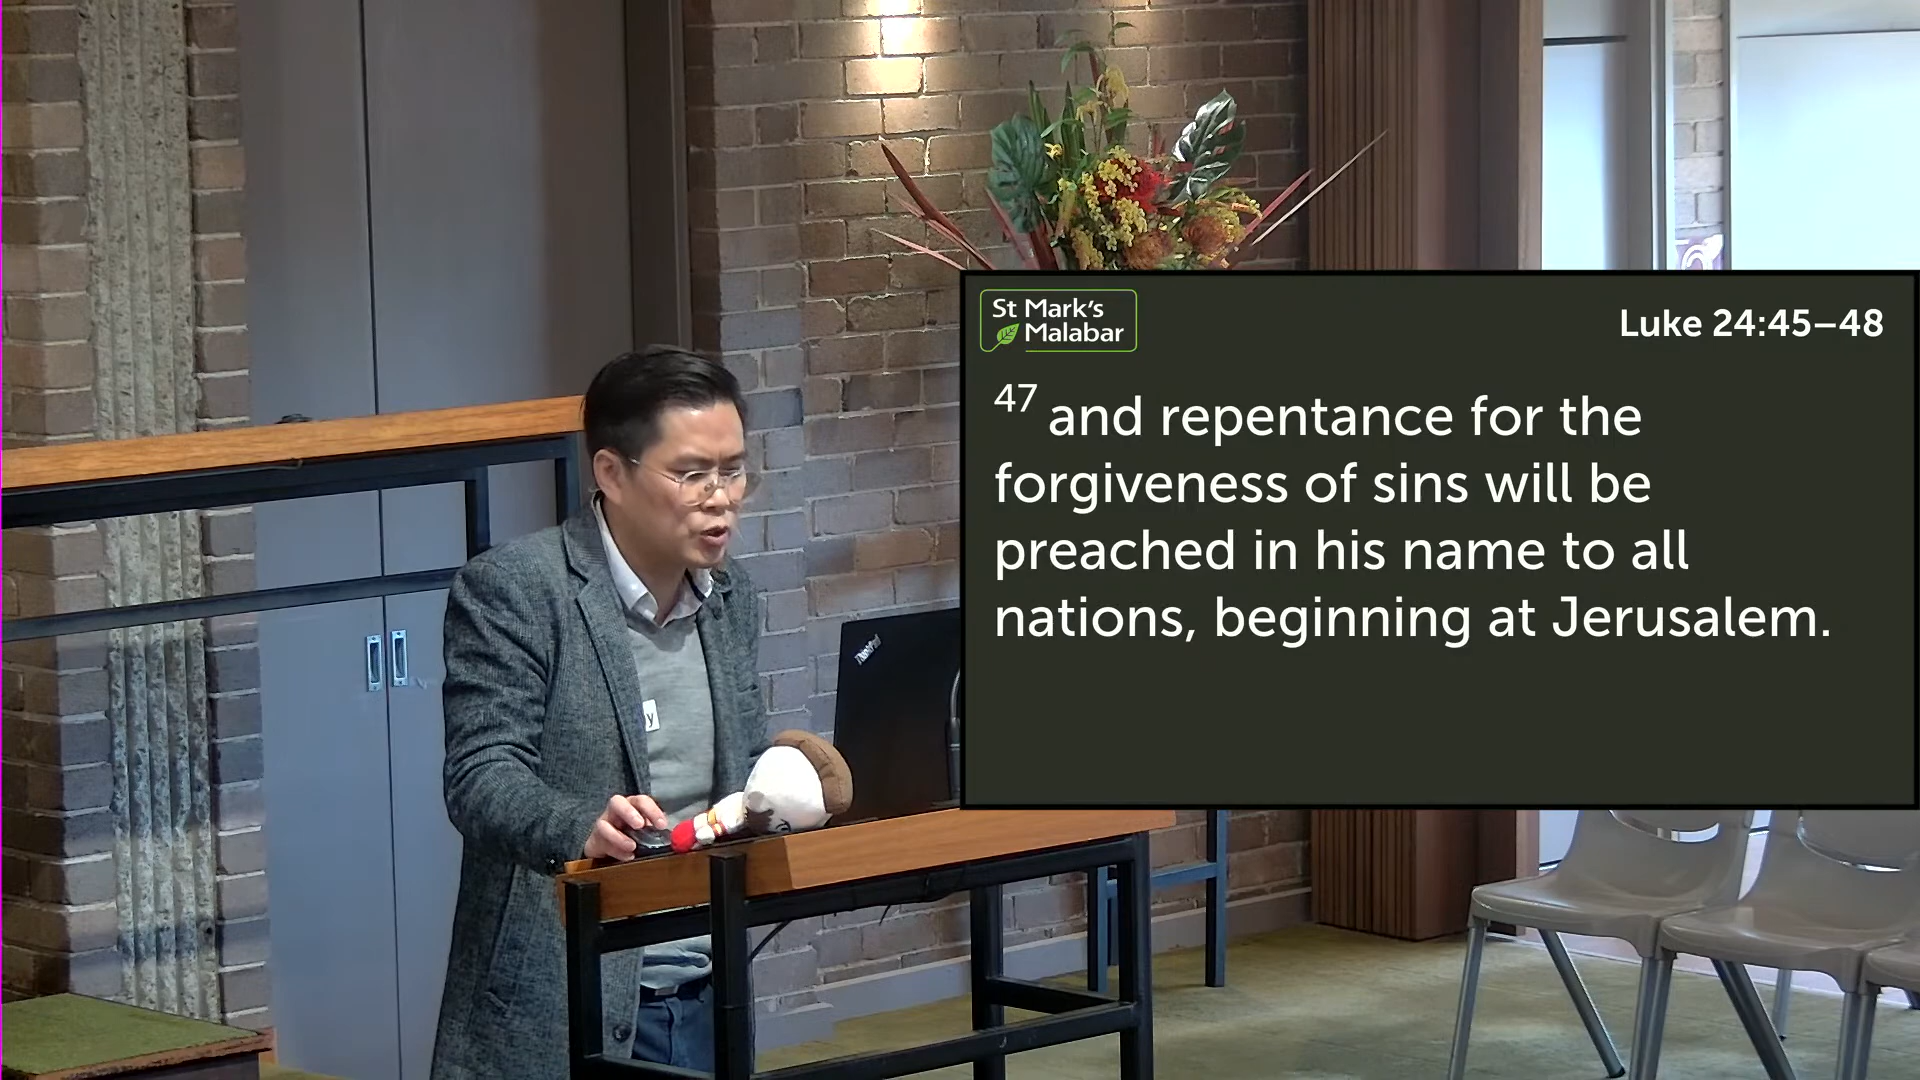 St Mark's
Malabar
Luke 24:45–48
47 and repentance for the
forgiveness of sins will be
preached in his name to all
nations, beginning at Jerusalem.
ThinkPad
y